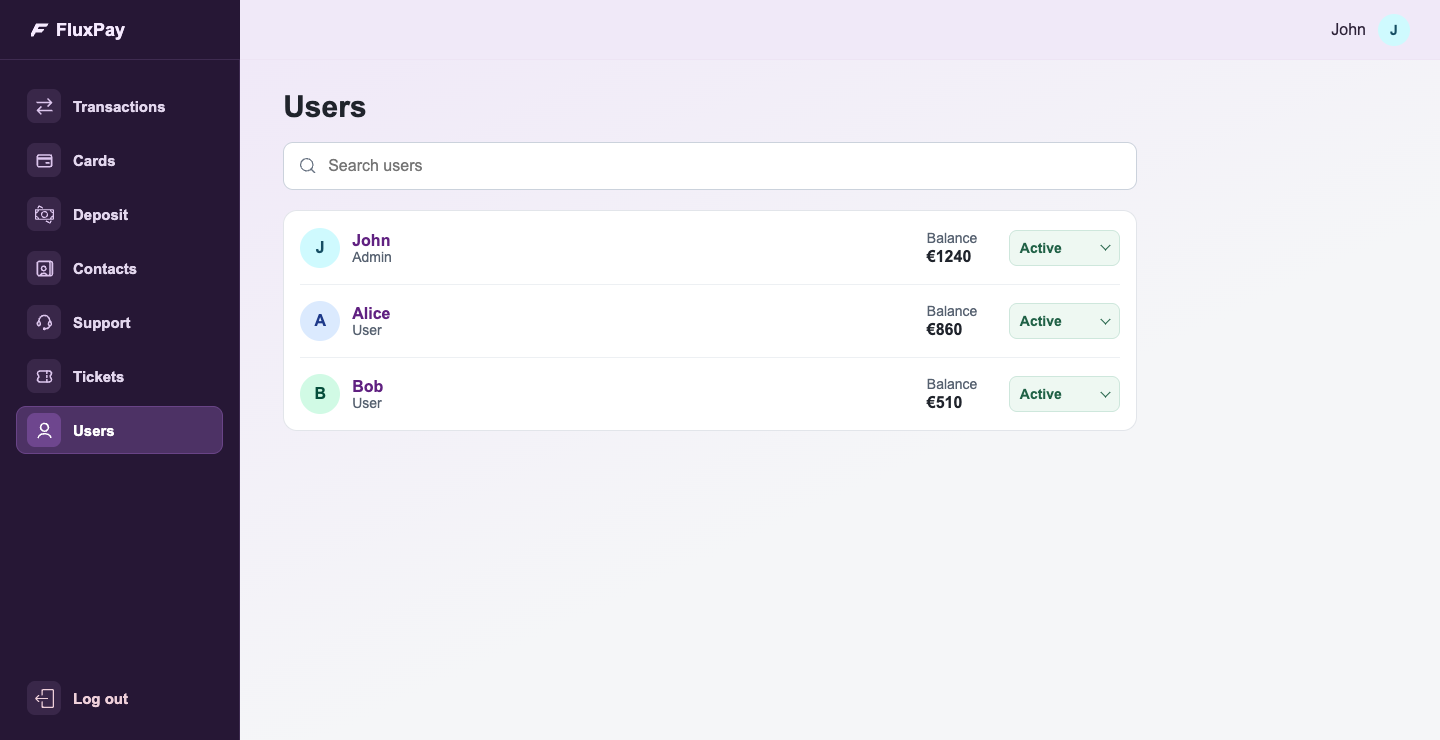 FluxPay
John
J
Transactions
Cards
Deposit
Contacts
Support
Tickets
Users
Log out
Users
Search users
J
John
Admin
Balance
€1240
Active
A
Alice
User
Balance
€860
Active
B
Bob
User
Balance
€510
Active